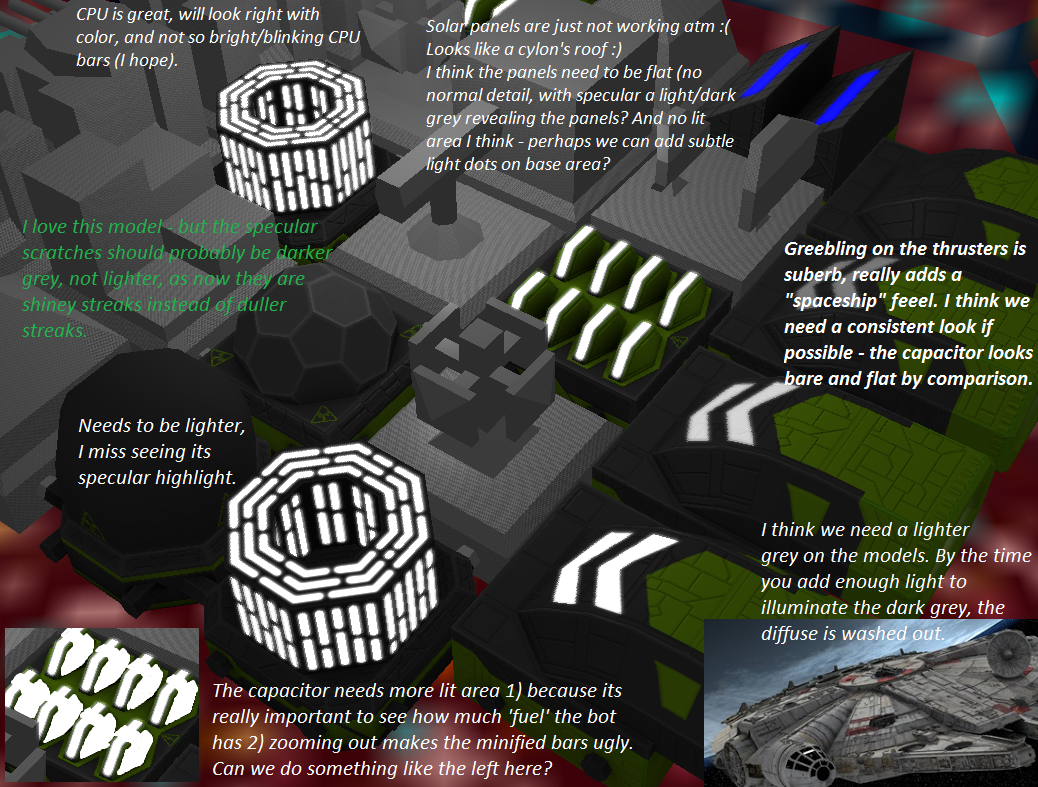 CPU is great, will look right with
color, and not so bright/blinking CPU
bars (I hope).
Solar panels are just not working atm :(
Looks like a cylon's roof :)
I think the panels need to be flat (no
normal detail, with specular a light/dark
grey revealing the panels? And no lit
area I think - perhaps we can add subtle
light dots on base area?
I love this model - but the specular
scratches should probably be darker
grey, not lighter, as now they are
shiney streaks instead of duller
streaks.
Greebling on the thrusters is
suberb, really adds a
"spaceship" feeel. I think we
need a consistent look if
possible - the capacitor looks
bare and flat by comparison.
Needs to be lighter,
I miss seeing its
specular highlight.
I think we need a lighter
grey on the models. By the time
you add enough light to
illuminate the dark grey, the
diffuse is washed out.
The capacitor needs more lit area 1) because its
really important to see how much 'fuel' the bot
has 2) zooming out makes the minified bars ugly.
Can we do something like the left here?